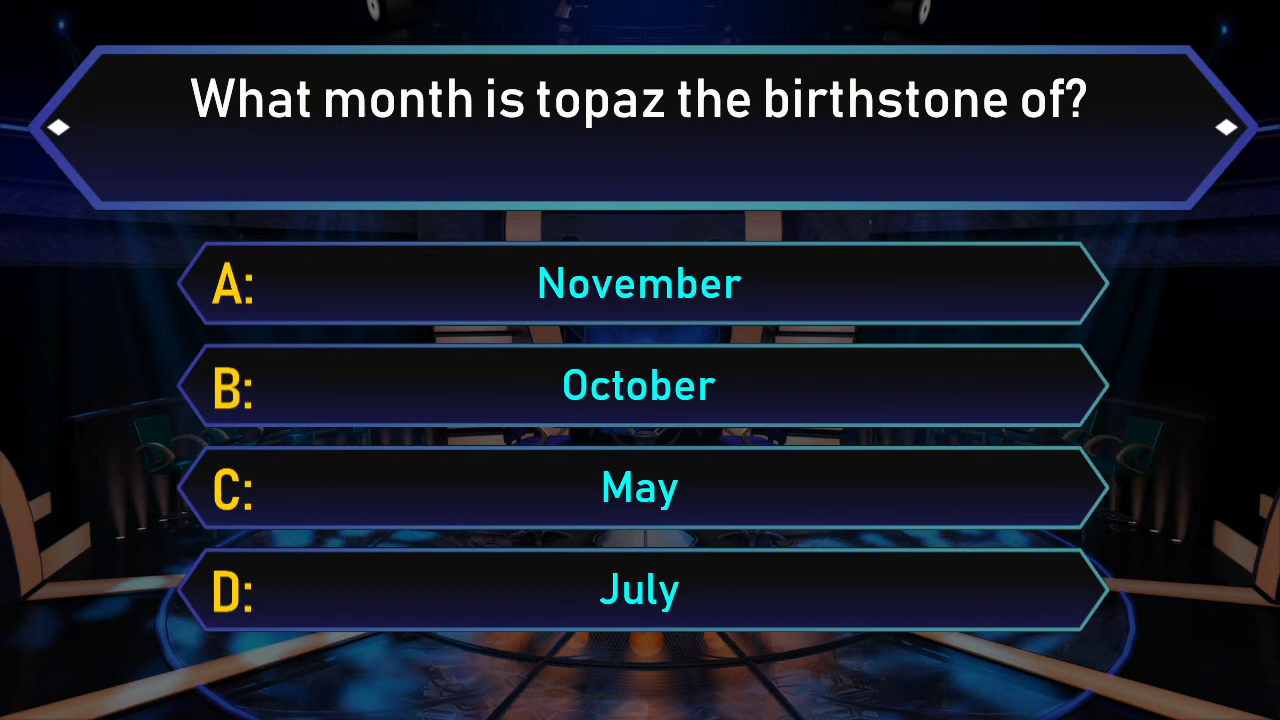 What month is topaz the birthstone of?
A: November
B: October
C: May
D: July